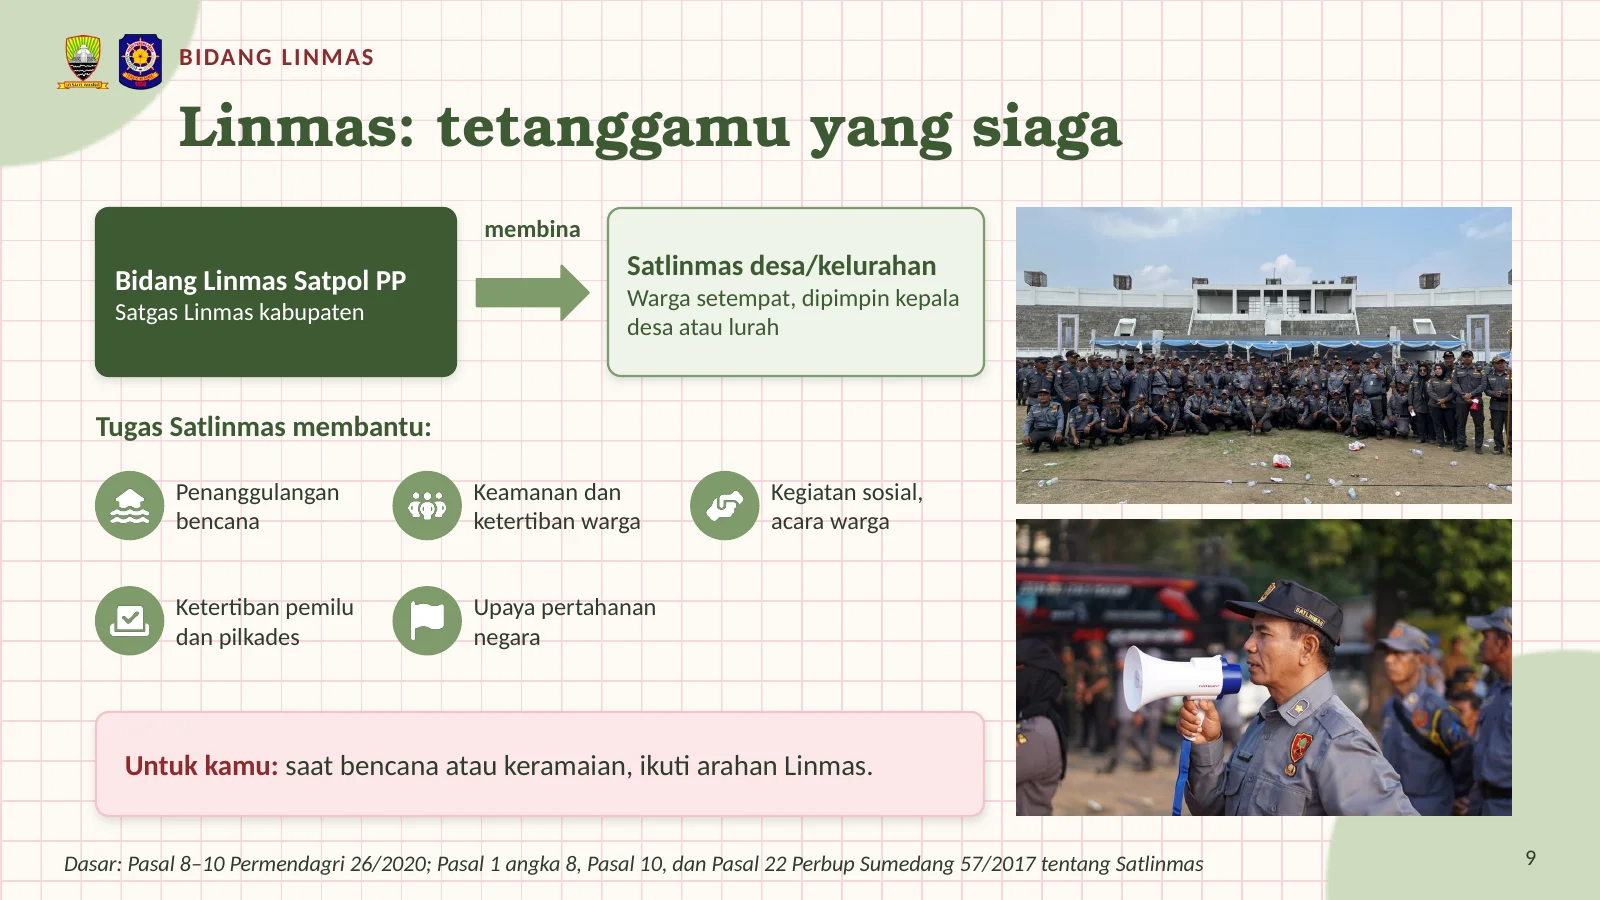 BIDANG LINMAS
Linmas: tetanggamu yang siaga
Bidang Linmas Satpol PP
Satgas Linmas kabupaten
membina
Satlinmas desa/kelurahan
Warga setempat, dipimpin kepala
desa atau lurah
Tugas Satlinmas membantu:
Penanggulangan
bencana
Keamanan dan
ketertiban warga
Kegiatan sosial,
acara warga
Ketertiban pemilu
dan pilkades
Upaya pertahanan
negara
SATLINMAS
Untuk kamu: saat bencana atau keramaian, ikuti arahan Linmas.
Dasar: Pasal 8–10 Permendagri 26/2020; Pasal 1 angka 8, Pasal 10, dan Pasal 22 Perbup Sumedang 57/2017 tentang Satlinmas
9